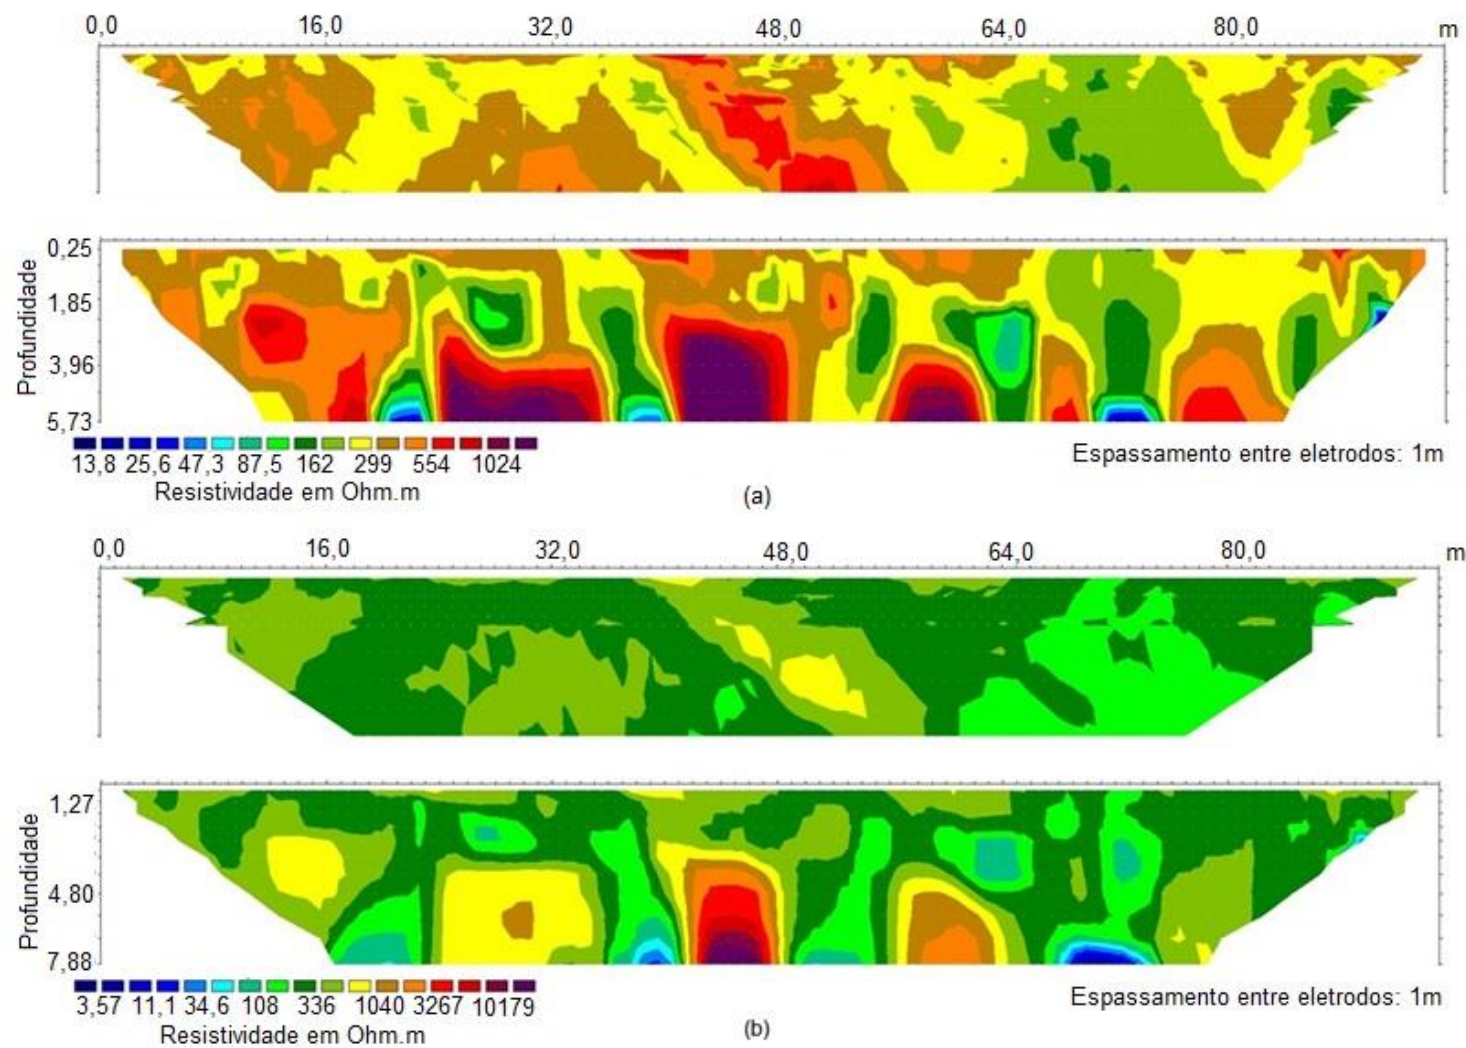 0,0 16,0 32,0 48,0 64,0 80,0 m
Profundidade
0,25
1,85
3,96
5,73
13,8 25,6 47,3 87,5 162 299 554 1024
Resistividade em Ohm.m
Espassamento entre eletrodos: 1m
(a)
0,0 16,0 32,0 48,0 64,0 80,0 m
Profundidade
1,27
4,80
7,88
3,57 11,1 34,6 108 336 1040 3267 10179
Resistividade em Ohm.m
Espassamento entre eletrodos: 1m
(b)